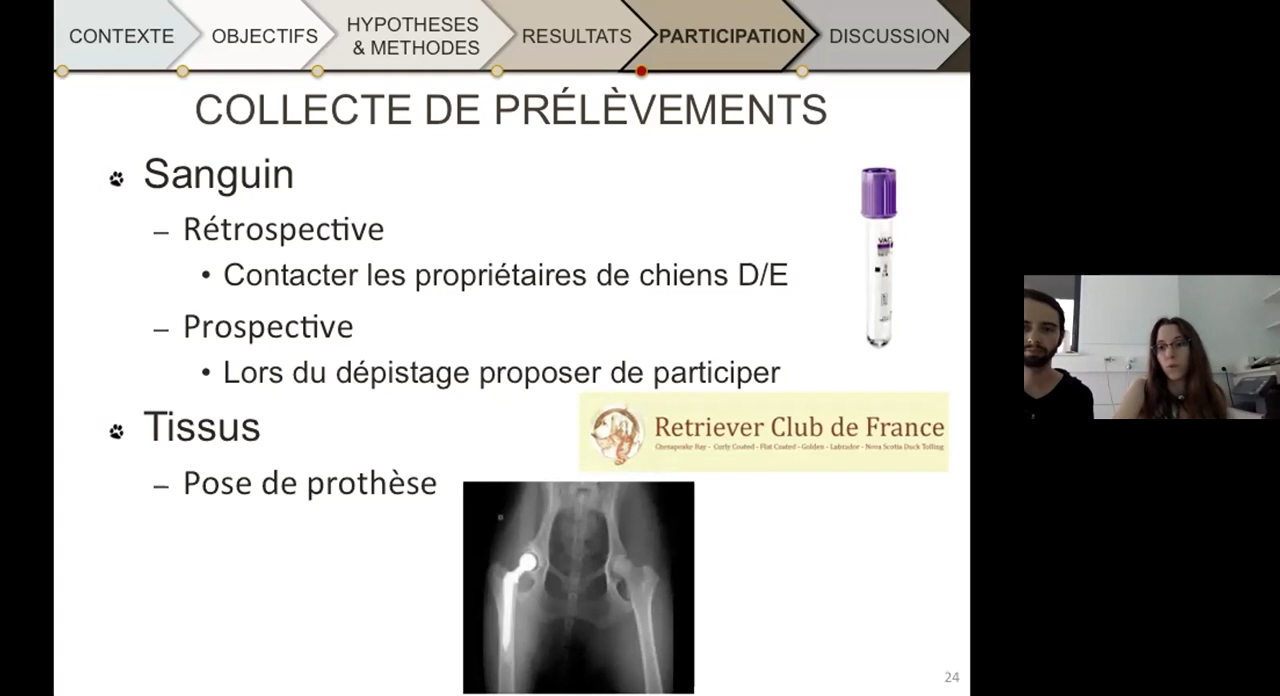 CONTEXTE
OBJECTIFS
HYPOTHESES
& METHODES
RESULTATS
PARTICIPATION
DISCUSSION
COLLECTE DE PRÉLÈVEMENTS
Sanguin
– Rétrospective
• Contacter les propriétaires de chiens D/E
– Prospective
• Lors du dépistage proposer de participer
Retriever Club de France
Chesapeake Bay - Curly Coated - Flat Coated - Golden - Labrador - Nova Scotia Duck Tolling
Tissus
– Pose de prothèse
24